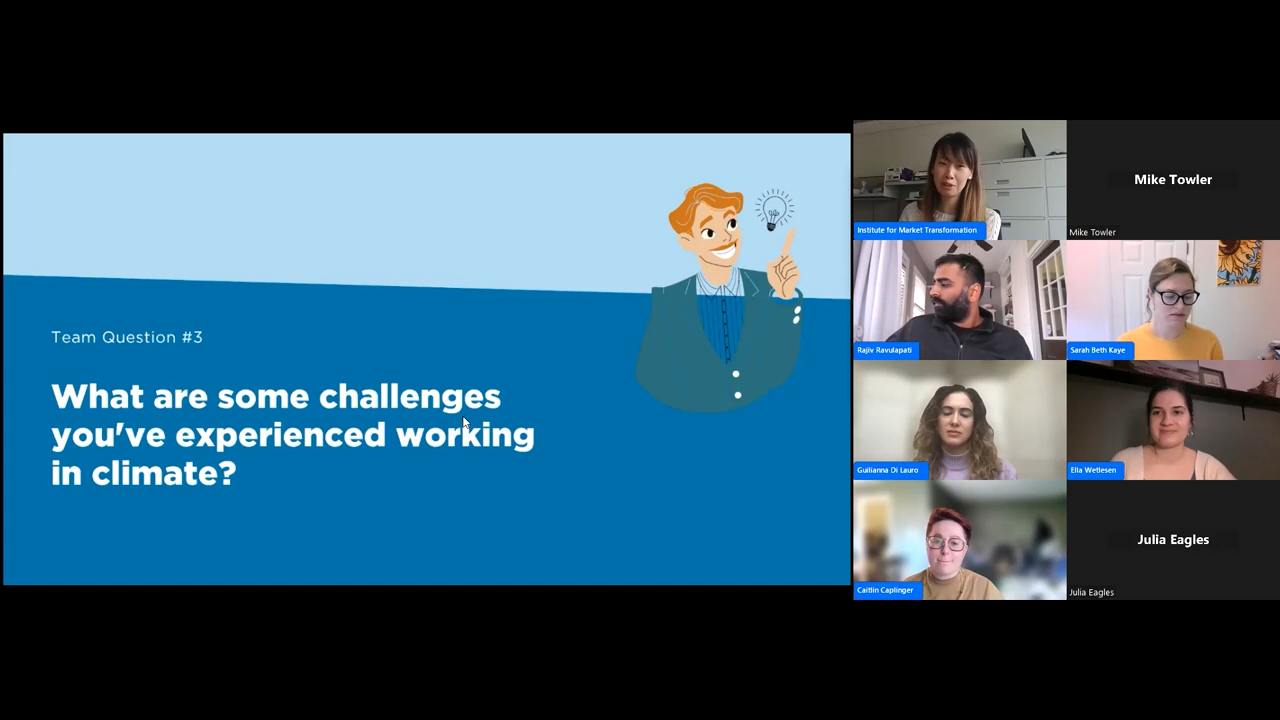 Team Question #3
What are some challenges
you've experienced working
in climate?
Institute for Market Transformation
Mike Towler
Mike Towler
Rajiv Ravulapati
Sarah Beth Kaye
Guilianna Di Lauro
Ella Wetlesen
Caitlin Caplinger
Julia Eagles
Julia Eagles